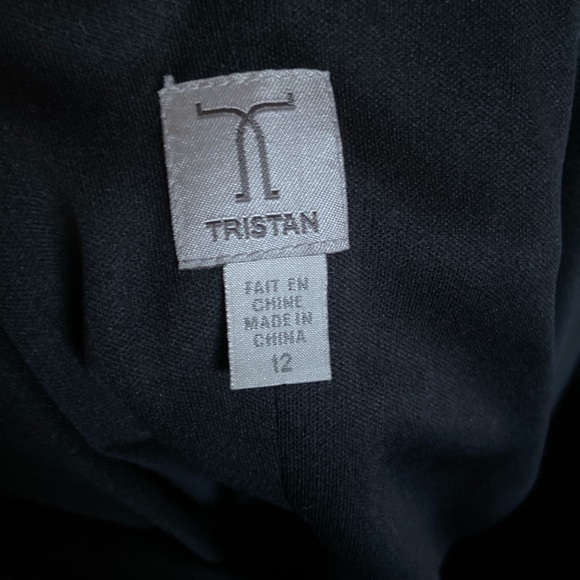 TRISTAN
FAIT EN
CHINE
MADE IN
CHINA
12